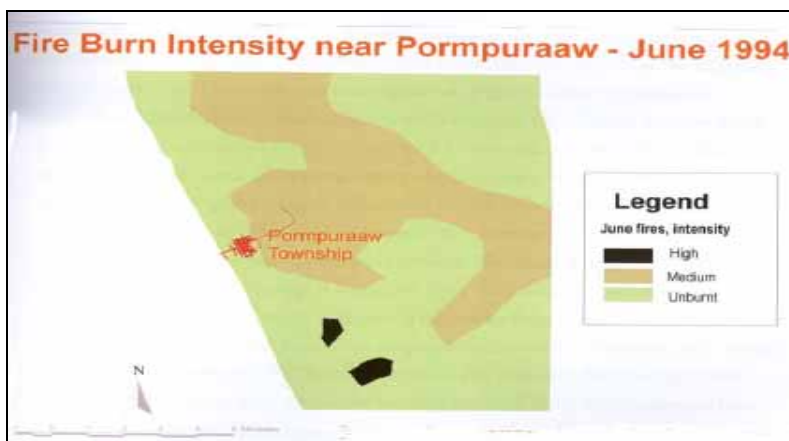 Fire Burn Intensity near Pormpuraaw - June 1994
Pormpuraaw
Township
Legend
June fires, intensity
High
Medium
Unburnt
N